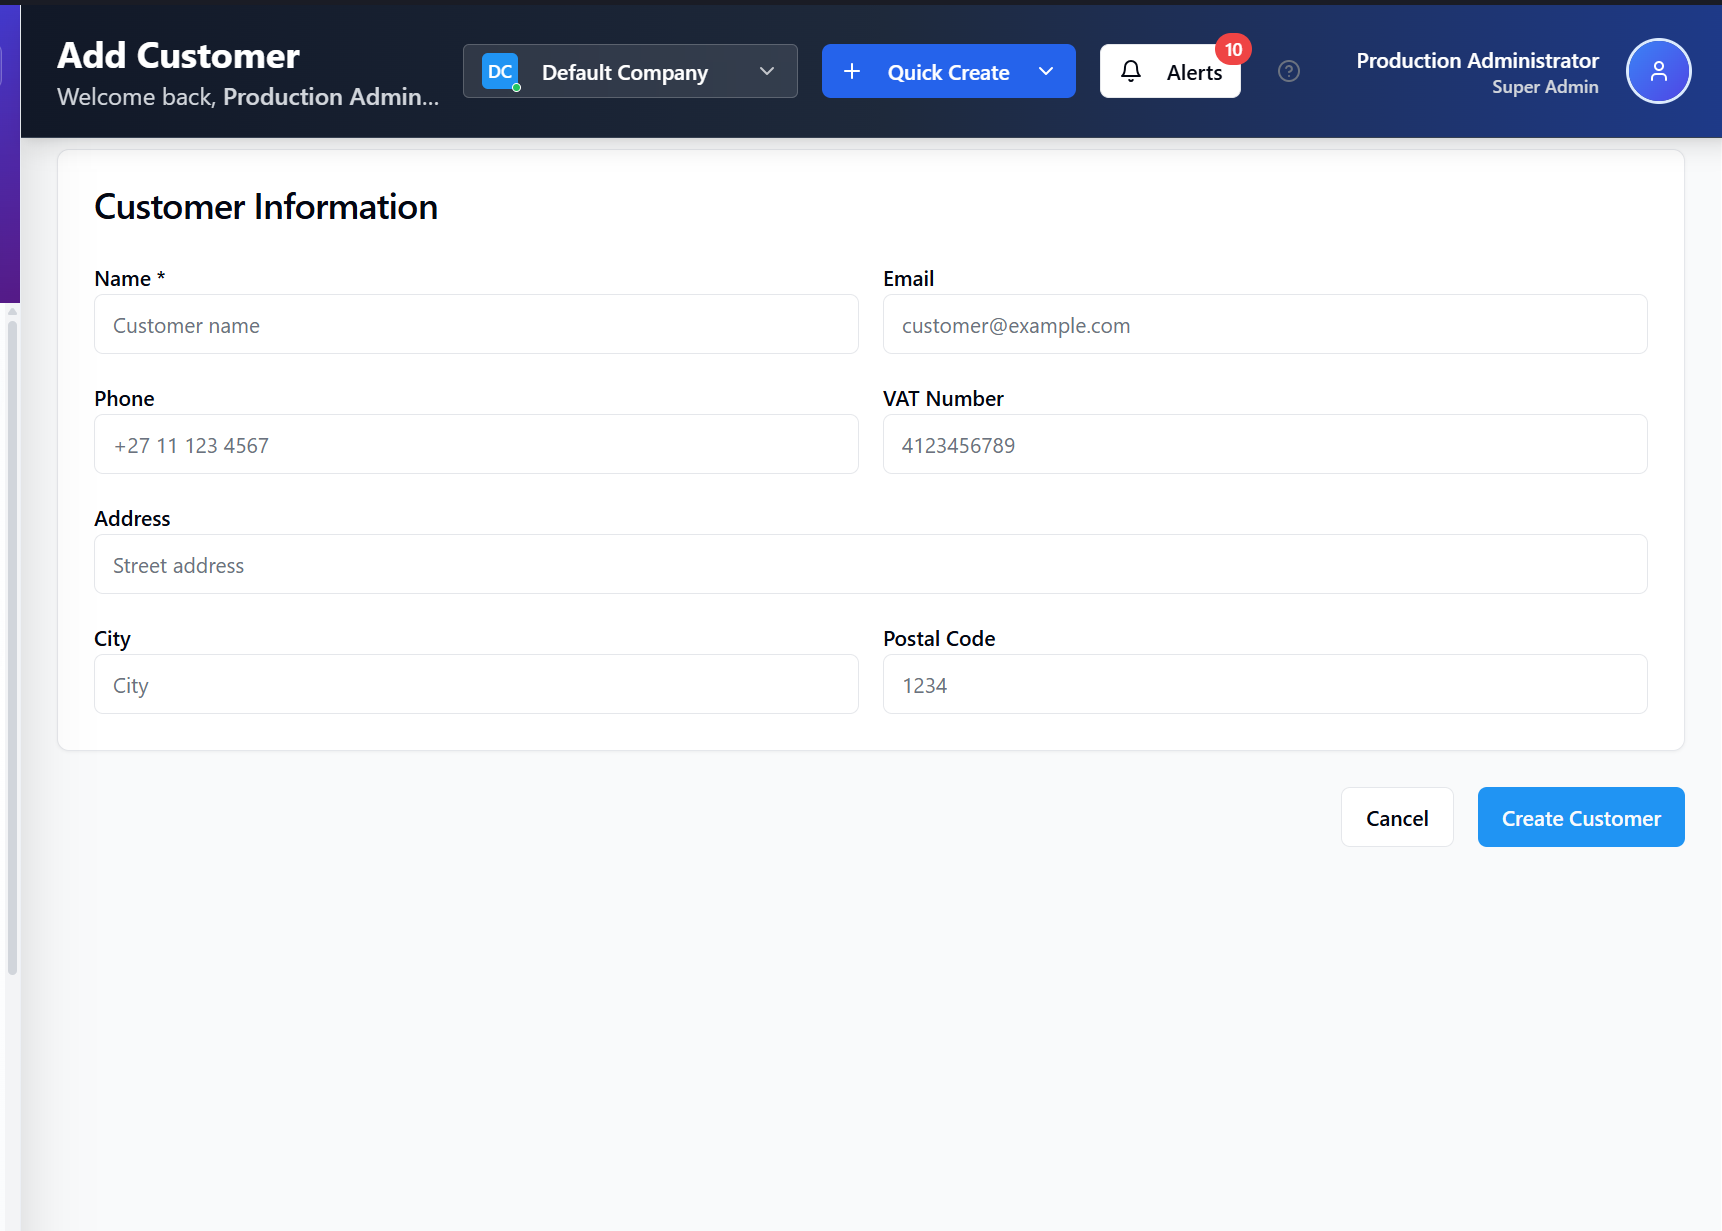 Add Customer
Welcome back, Production Admin...
DC
Default Company
Quick Create
Alerts
10
Production Administrator
Super Admin
Customer Information
Name *
Email
Customer name
customer@example.com
Phone
VAT Number
+27 11 123 4567
4123456789
Address
Street address
City
Postal Code
City
1234
Cancel
Create Customer